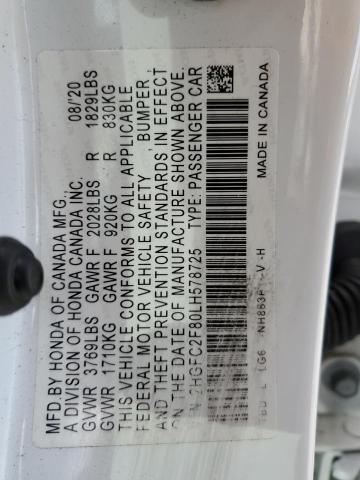 MFD.BY HONDA OF CANADA MFG. 08/'20
A DIVISION OF HONDA CANADA INC.
GVWR 3769LBS GAWR F 2028LBS R 1829LBS
GVWR 1710KG GAWR F 920KG R 830KG
THIS VEHICLE CONFORMS TO ALL APPLICABLE
FEDERAL MOTOR VEHICLE SAFETY , BUMPER ,
AND THEFT PREVENTION STANDARDS IN EFFECT
ON THE DATE OF MANUFACTURE SHOWN ABOVE.
2HGFC2F80LH578725 TYPE: PASSENGER CAR
NH883P -V -H MADE IN CANADA